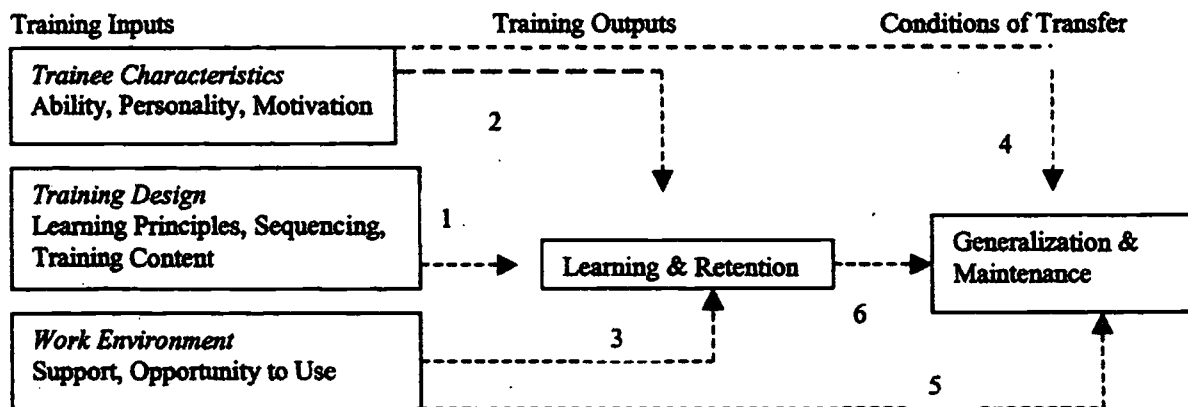 Training Inputs
Training Outputs
Conditions of Transfer
Trainee Characteristics
Ability, Personality, Motivation
2
4
Training Design
Learning Principles, Sequencing,
Training Content
1
Learning & Retention
Generalization &
Maintenance
6
Work Environment
Support, Opportunity to Use
3
5